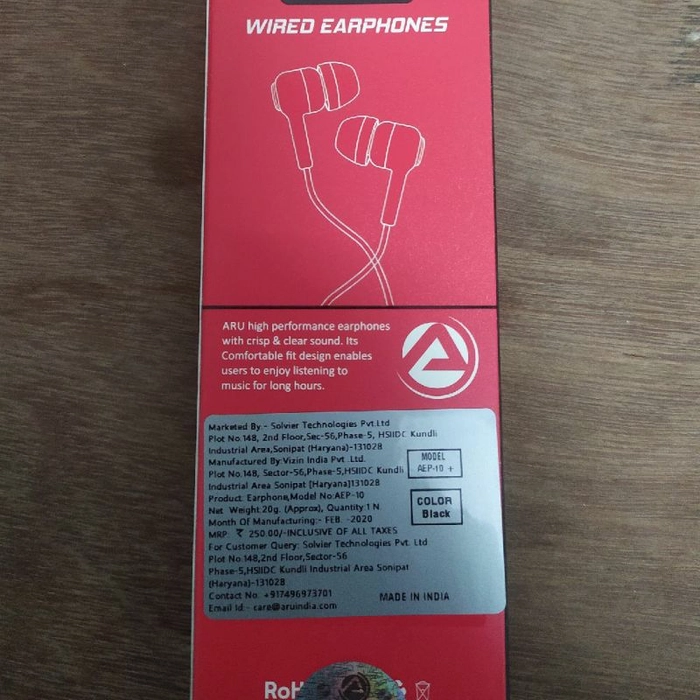 WIRED EARPHONES
ARU high performance earphones
with crisp & clear sound. Its
Comfortable fit design enables
users to enjoy listening to
music for long hours.
Marketed By:- Solvier Technologies Pvt.Ltd
Plot No.148, 2nd Floor,Sec-56,Phase-5, HSIIDC Kundli
Industrial Area,Sonipat (Haryana)-131028
Manufactured By:Vizin India Pvt. Ltd.
Plot No.148, Sector-56,Phase-5,HSIIDC Kundli
Industrial Area Sonipat (Haryana)131028
Product: Earphone,Model No:AEP-10
Net Weight:20g. (Approx), Quantity:1 N
Month Of Manufacturing:- FEB. -2020
MRP: ₹ 250.00/-INCLUSIVE OF ALL TAXES
For Customer Query: Solvier Technologies Pvt. Ltd
Plot No.148,2nd Floor,Sector-56
Phase-5,HSIIDC Kundli Industrial Area Sonipat
(Haryana)-131028
Contact No: +917496973701
Email Id:- care@aruindia.com
MODEL
AEP-10 +
COLOR
Black
MADE IN INDIA